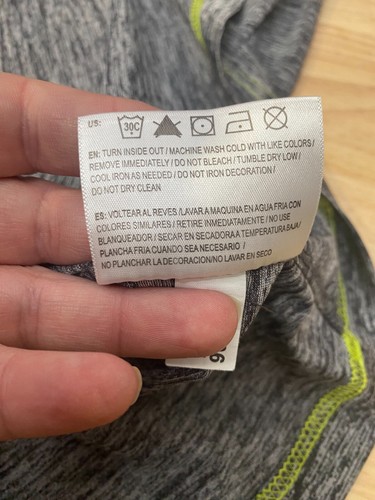 US:
30C
EN: TURN INSIDE OUT / MACHINE WASH COLD WITH LIKE COLORS /
REMOVE IMMEDIATELY / DO NOT BLEACH / TUMBLE DRY LOW /
COOL IRON AS NEEDED / DO NOT IRON DECORATION /
DO NOT DRY CLEAN
ES: VOLTEAR AL REVES /LAVAR A MAQUINA EN AGUA FRIA CON
COLORES SIMILARES / RETIRE IMMEDIATAMENTE / NO USE
BLANQUEADOR / SECAR EN SECADORA A TEMPERATURA BAJA/
PLANCHA FRIA CUANDO SEA NECESARIO /
NO PLANCHAR LA DECORACION/NO LAVAR EN SECO